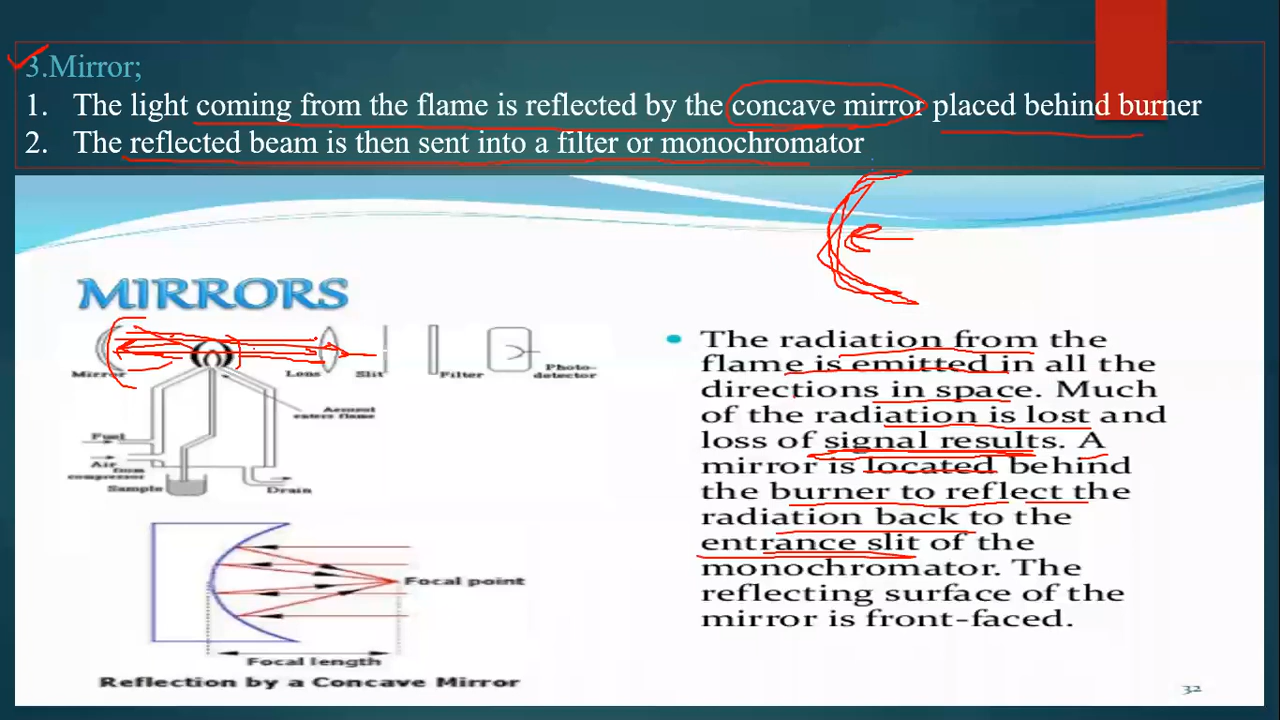 3.Mirror;
1. The light coming from the flame is reflected by the concave mirror placed behind burner
2. The reflected beam is then sent into a filter or monochromator
MIRRORS
Mirror
Lens
Slit
Filter
Photo-
detector
Aerosol
enters flame
Fuel
Air
from
compressor
Sample
Drain
Focal point
Focal length
Reflection by a Concave Mirror
• The radiation from the
flame is emitted in all the
directions in space. Much
of the radiation is lost and
loss of signal results. A
mirror is located behind
the burner to reflect the
radiation back to the
entrance slit of the
monochromator. The
reflecting surface of the
mirror is front-faced.
32